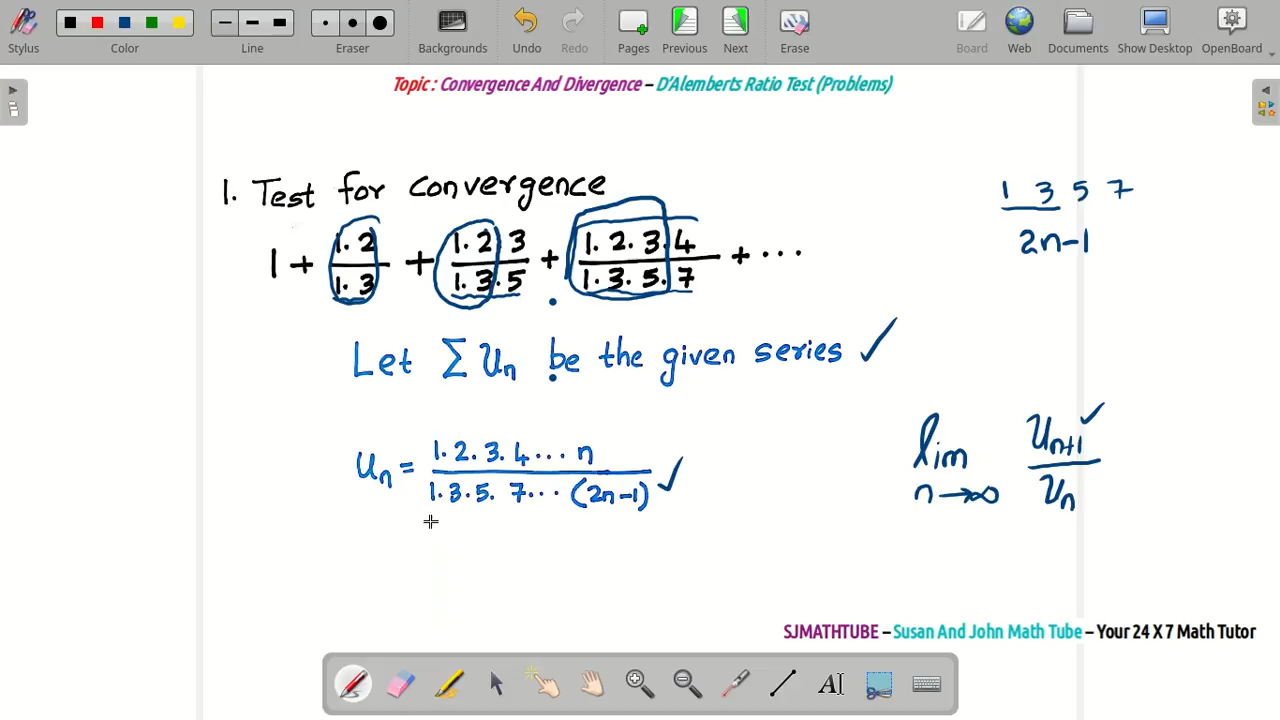 Stylus Color Line Eraser Backgrounds Undo Redo Pages Previous Next Erase Board Web Documents Show Desktop OpenBoard
Topic : Convergence And Divergence – D'Alemberts Ratio Test (Problems)
1. Test for convergence
1 + 1.2/1.3 + 1.2.3/1.3.5 + 1.2.3.4/1.3.5.7 + ...
1 3 5 7
2n-1
Let Σ Un be the given series ✓
Un = 1.2.3.4...n / 1.3.5.7...(2n-1) ✓
lim n→∞ Un+1 ✓ / Un
SJMATHTUBE – Susan And John Math Tube – Your 24 X 7 Math Tutor
AI